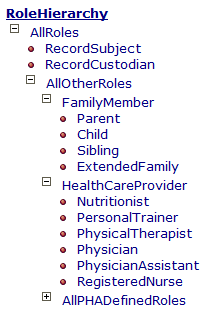 RoleHierarchy
AllRoles
RecordSubject
RecordCustodian
AllOtherRoles
FamilyMember
Parent
Child
Sibling
ExtendedFamily
HealthCareProvider
Nutritionist
PersonalTrainer
PhysicalTherapist
Physician
PhysicianAssistant
RegisteredNurse
AllPHADefinedRoles